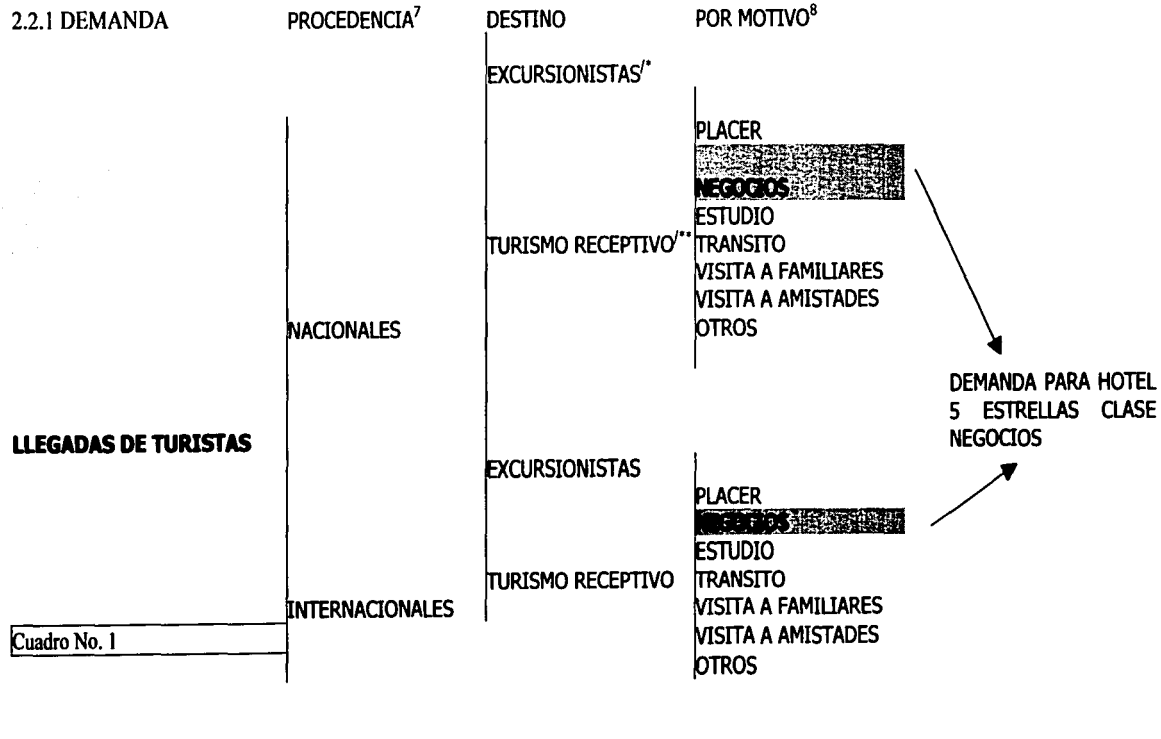 2.2.1 DEMANDA PROCEDENCIA⁷ DESTINO POR MOTIVO⁸
EXCURSIONISTAS/*
PLACER
NEGOCIOS
ESTUDIO
TURISMO RECEPTIVO/** TRANSITO
VISITA A FAMILIARES
VISITA A AMISTADES
NACIONALES OTROS
DEMANDA PARA HOTEL
5 ESTRELLAS CLASE
NEGOCIOS
LLEGADAS DE TURISTAS
EXCURSIONISTAS
PLACER
NEGOCIOS
ESTUDIO
TURISMO RECEPTIVO TRANSITO
INTERNACIONALES VISITA A FAMILIARES
VISITA A AMISTADES
Cuadro No. 1
OTROS